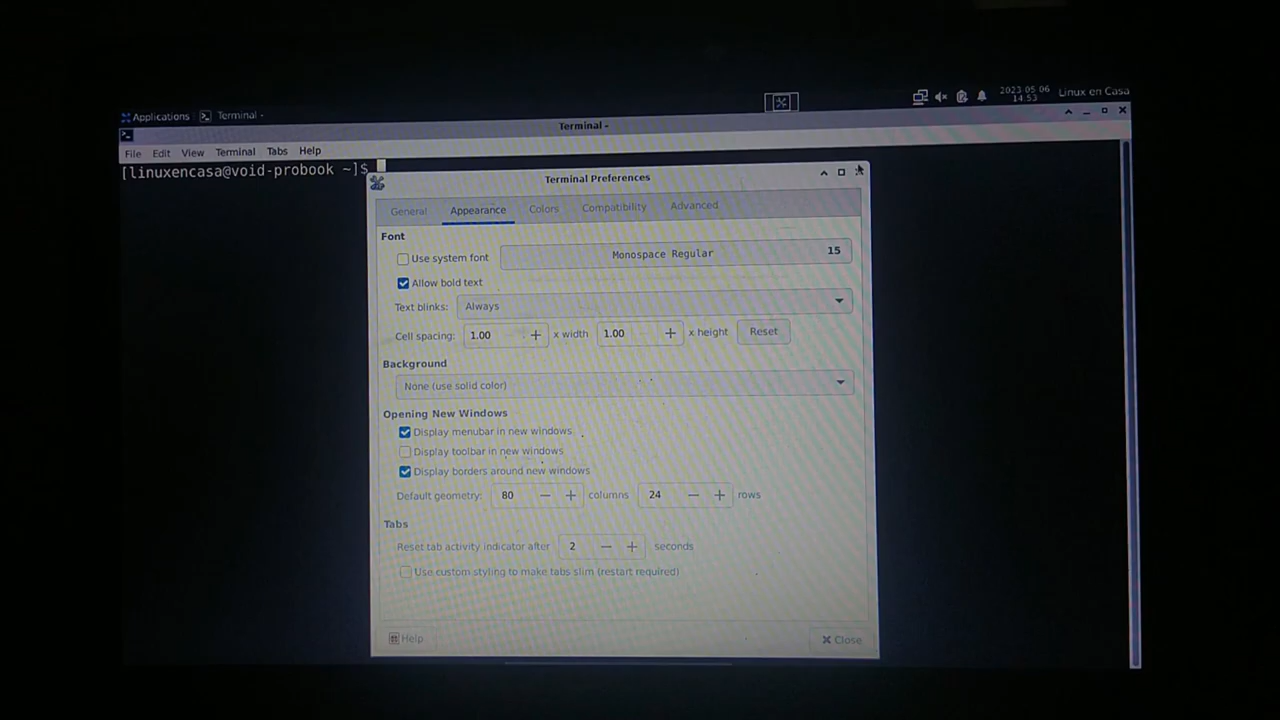 Applications Terminal - 2023 05 06 Linux en Casa
14:53
Terminal -
File Edit View Terminal Tabs Help
[linuxencasa@void-probook ~]$
Terminal Preferences
General Appearance Colors Compatibility Advanced
Font
Use system font Monospace Regular 15
Allow bold text
Text blinks: Always
Cell spacing: 1.00 + x width 1.00 + x height Reset
Background
None (use solid color)
Opening New Windows
Display menubar in new windows
Display toolbar in new windows
Display borders around new windows
Default geometry: 80 − + columns 24 − + rows
Tabs
Reset tab activity indicator after 2 − + seconds
Use custom styling to make tabs slim (restart required)
Help Close